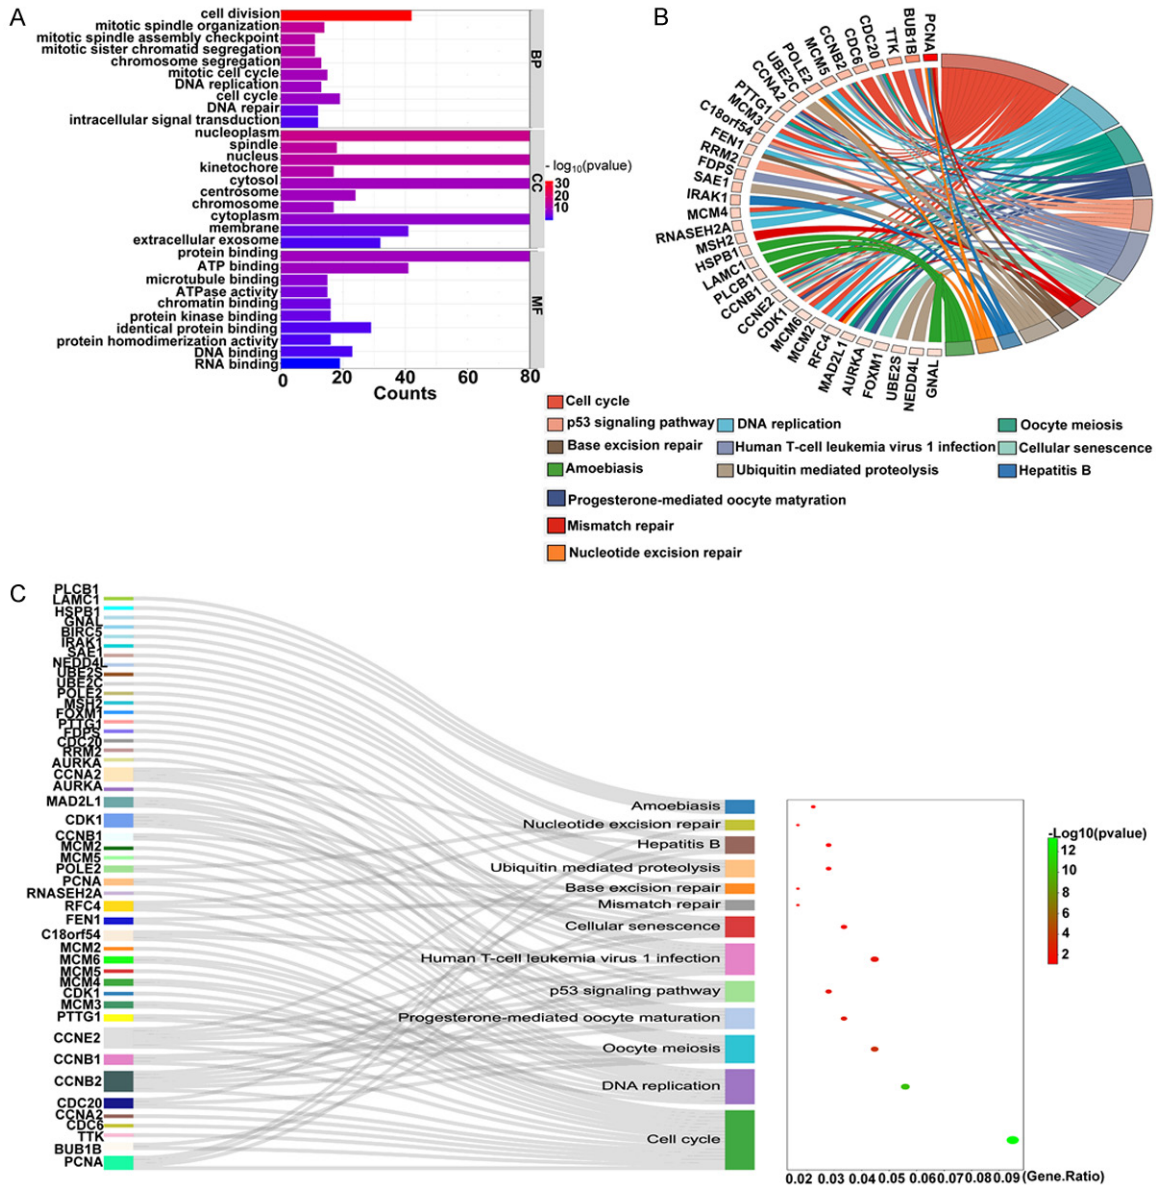 A
cell division
mitotic spindle organization
mitotic spindle assembly checkpoint
mitotic sister chromatid segregation
chromosome segregation
mitotic cell cycle
DNA replication
cell cycle
DNA repair
intracellular signal transduction
nucleoplasm
spindle
nucleus
kinetochore
cytosol
centrosome
chromosome
cytoplasm
membrane
extracellular exosome
protein binding
ATP binding
microtubule binding
ATPase activity
chromatin binding
protein kinase binding
identical protein binding
protein homodimerization activity
DNA binding
RNA binding
BP
CC
MF
0 20 40 60 80
Counts
- log10(pvalue)
30
20
10
B
PCNA
BUB1B
TTK
CDC20
CDC6
CCNB2
MCM5
POLE2
UBE2C
CCNA2
PTTG1
MCM3
C18orf54
FEN1
RRM2
FDPS
SAE1
IRAK1
MCM4
RNASEH2A
MSH2
HSPB1
LAMC1
PLCB1
CCNB1
CCNE2
CDK1
MCM6
MCM2
RFC4
MAD2L1
AURKA
FOXM1
UBE2S
NEDD4L
GNAL
Cell cycle
p53 signaling pathway DNA replication Oocyte meiosis
Base excision repair Human T-cell leukemia virus 1 infection Cellular senescence
Amoebiasis Ubiquitin mediated proteolysis Hepatitis B
Progesterone-mediated oocyte matyration
Mismatch repair
Nucleotide excision repair
C
PLCB1
LAMC1
HSPB1
GNAL
BIRC5
IRAK1
SAE1
NEDD4L
UBE2S
UBE2C
POLE2
MSH2
FOXM1
PTTG1
FDPS
CDC20
RRM2
AURKA
CCNA2
AURKA
MAD2L1
CDK1
CCNB1
MCM2
MCM5
POLE2
PCNA
RNASEH2A
RFC4
FEN1
C18orf54
MCM2
MCM6
MCM5
MCM4
CDK1
MCM3
PTTG1
CCNE2
CCNB1
CCNB2
CDC20
CCNA2
CDC6
TTK
BUB1B
PCNA
Amoebiasis
Nucleotide excision repair
Hepatitis B
Ubiquitin mediated proteolysis
Base excision repair
Mismatch repair
Cellular senescence
Human T-cell leukemia virus 1 infection
p53 signaling pathway
Progesterone-mediated oocyte maturation
Oocyte meiosis
DNA replication
Cell cycle
0.02 0.03 0.04 0.05 0.06 0.07 0.08 0.09 (Gene.Ratio)
-Log10(pvalue)
12
10
8
6
4
2